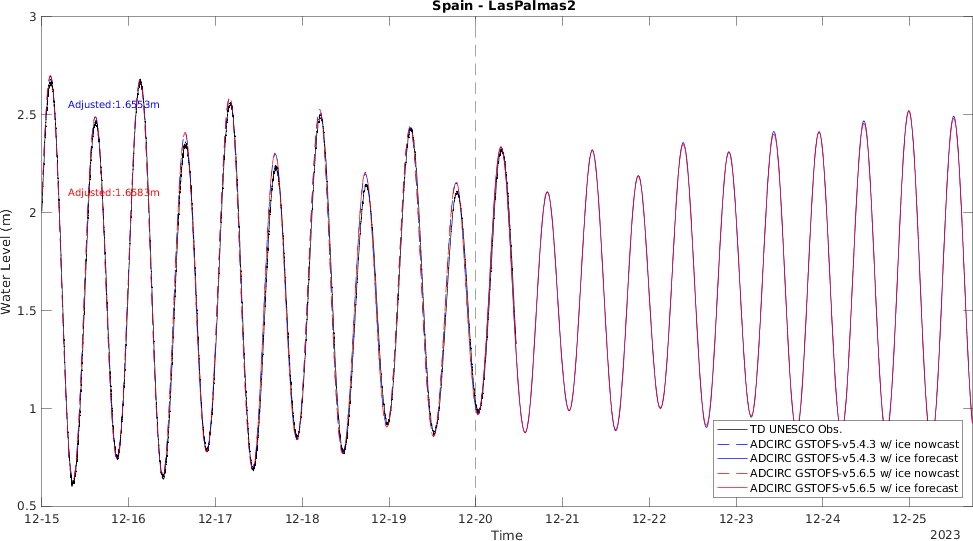 Spain - LasPalmas2
3
2.5
2
1.5
1
0.5
Water Level (m)
Adjusted:1.6553m
Adjusted:1.6583m
TD UNESCO Obs.
ADCIRC GSTOFS-v5.4.3 w/ ice nowcast
ADCIRC GSTOFS-v5.4.3 w/ ice forecast
ADCIRC GSTOFS-v5.6.5 w/ ice nowcast
ADCIRC GSTOFS-v5.6.5 w/ ice forecast
12-15 12-16 12-17 12-18 12-19 12-20 12-21 12-22 12-23 12-24 12-25
Time
2023